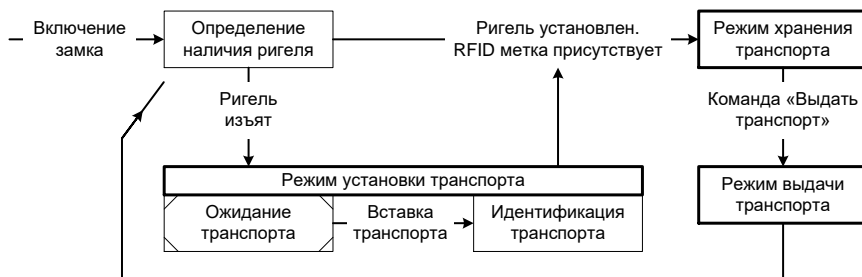 Включение
замка
Определение
наличия ригеля
Ригель установлен.
RFID метка присутствует
Режим хранения
транспорта
Ригель
изъят
Команда «Выдать
транспорт»
Режим установки транспорта
Ожидание
транспорта
Вставка
транспорта
Идентификация
транспорта
Режим выдачи
транспорта